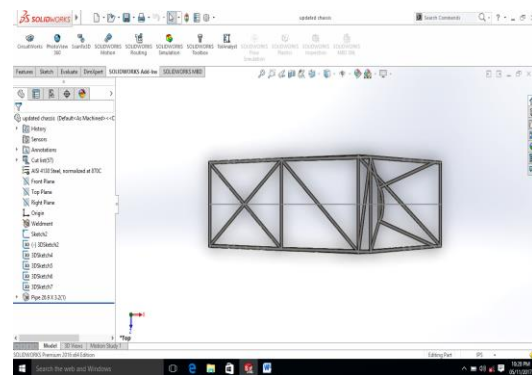 SOLIDWORKS
updated chassis
Search Commands
CircuitWorks
PhotoView 360
ScanTo3D
SOLIDWORKS Motion
SOLIDWORKS Routing
SOLIDWORKS Simulation
SOLIDWORKS Toolbox
TolAnalyst
Features
Sketch
Evaluate
DimXpert
SOLIDWORKS Add-Ins
SOLIDWORKS MBD
updated chassis (Default<As Machined><<D
History
Sensors
Annotations
Cut list(57)
AISI 4130 Steel, normalized at 870C
Front Plane
Top Plane
Right Plane
Origin
Weldment
Sketch2
(-) 3DSketch2
3DSketch4
3DSketch5
3DSketch6
3DSketch7
*Top
Model
3D Views
Motion Study 1
SOLIDWORKS Premium 2016 x64 Edition
Editing Part
IPS
Search the web and Windows